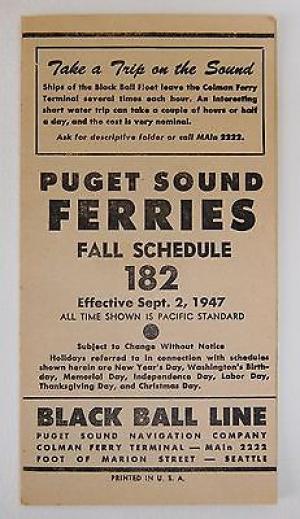 Take a Trip on the Sound
Ships of the Black Ball Fleet leave the Colman Ferry
Terminal several times each hour. An interesting
short water trip can take a couple of hours or half
a day, and the cost is very nominal.
Ask for descriptive folder or call MAin 2222.
PUGET SOUND
FERRIES
FALL SCHEDULE
182
Effective Sept. 2, 1947
ALL TIME SHOWN IS PACIFIC STANDARD
Subject to Change Without Notice
Holidays referred to in connection with schedules
shown herein are New Year's Day, Washington's Birth-
day, Memorial Day, Independence Day, Labor Day,
Thanksgiving Day, and Christmas Day.
BLACK BALL LINE
PUGET SOUND NAVIGATION COMPANY
COLMAN FERRY TERMINAL — MAin 2222
FOOT OF MARION STREET — SEATTLE
PRINTED IN U. S. A.